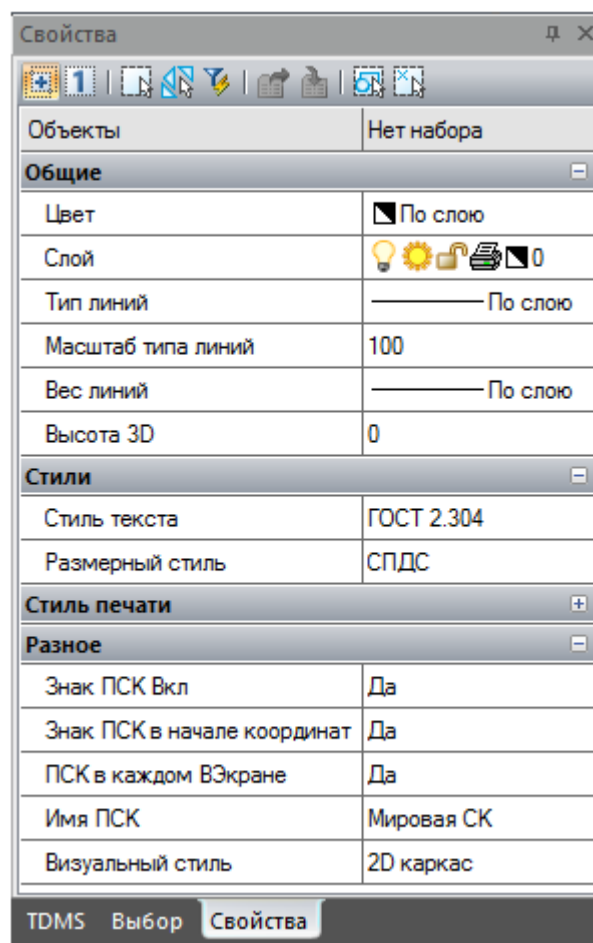 Свойства
1
Объекты Нет набора
Общие
Цвет По слою
Слой 0
Тип линий По слою
Масштаб типа линий 100
Вес линий По слою
Высота 3D 0
Стили
Стиль текста ГОСТ 2.304
Размерный стиль СПДС
Стиль печати
Разное
Знак ПСК Вкл Да
Знак ПСК в начале координат Да
ПСК в каждом ВЭкране Да
Имя ПСК Мировая СК
Визуальный стиль 2D каркас
TDMS Выбор Свойства